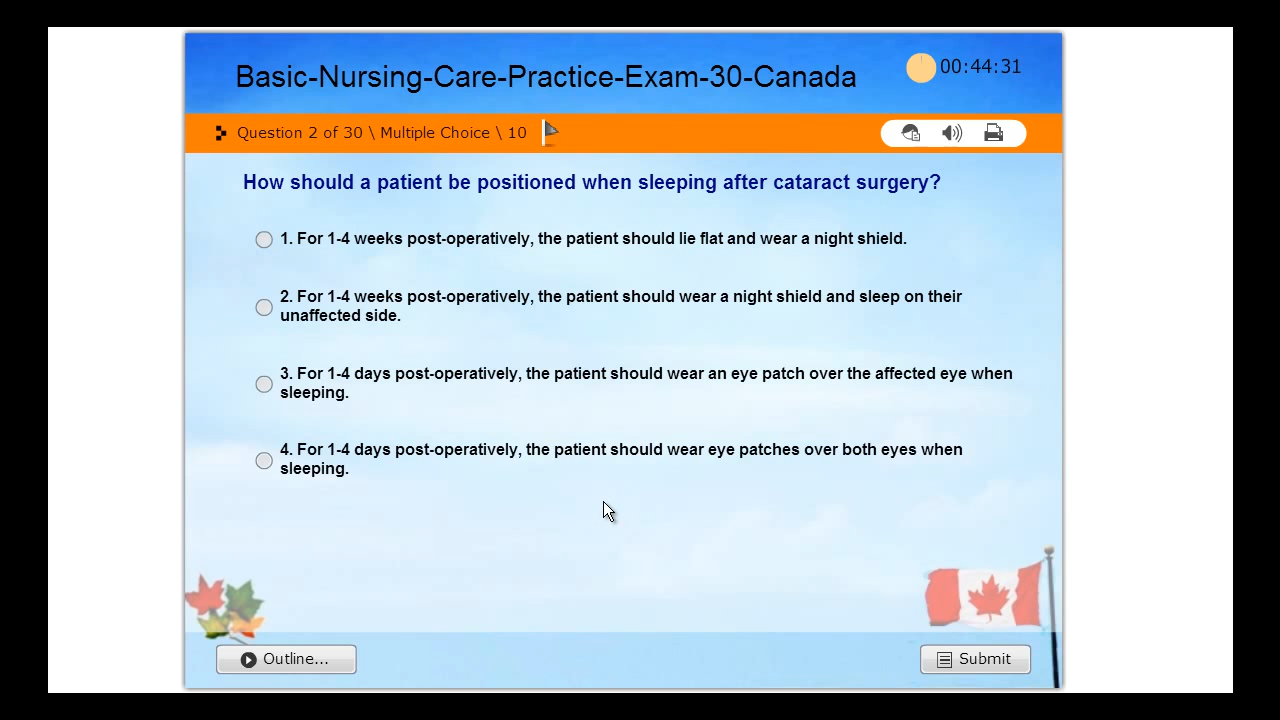 Basic-Nursing-Care-Practice-Exam-30-Canada
00:44:31
Question 2 of 30 \ Multiple Choice \ 10
How should a patient be positioned when sleeping after cataract surgery?
1. For 1-4 weeks post-operatively, the patient should lie flat and wear a night shield.
2. For 1-4 weeks post-operatively, the patient should wear a night shield and sleep on their
unaffected side.
3. For 1-4 days post-operatively, the patient should wear an eye patch over the affected eye when
sleeping.
4. For 1-4 days post-operatively, the patient should wear eye patches over both eyes when
sleeping.
Outline...
Submit